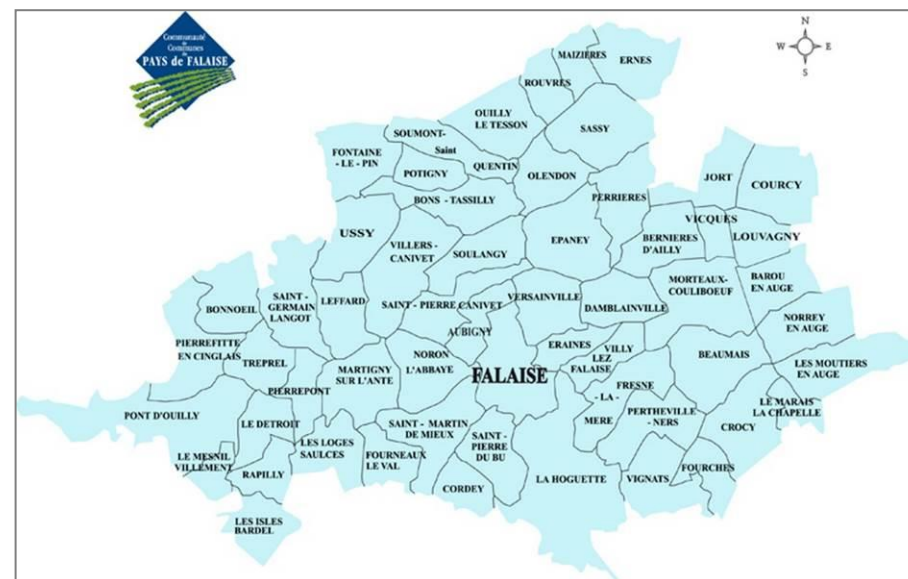 Communauté
de
Communes
du
PAYS de FALAISE
N
W E
S
MAIZIERES
ERNES
ROUVRES
OUILLY
LE TESSON
SASSY
SOUMONT-
Saint
QUENTIN
FONTAINE
- LE - PIN
POTIGNY
OLENDON
JORT
COURCY
BONS - TASSILLY
PERRIERES
VICQUES
USSY
VILLERS -
CANIVET
SOULANGY
EPANEY
BERNIERES
D'AILLY
LOUVAGNY
MORTEAUX-
COULIBOEUF
BAROU
EN AUGE
BONNOEIL
SAINT -
GERMAIN
LANGOT
LEFFARD
SAINT - PIERRE CANIVET
VERSAINVILLE
DAMBLAINVILLE
NORREY
EN AUGE
AUBIGNY
PIERREFITTE
EN CINGLAIS
TREPREL
NORON
L'ABBAYE
ERAINES
VILLY
LEZ
FALAISE
BEAUMAIS
LES MOUTIERS
EN AUGE
PIERREPONT
MARTIGNY
SUR L'ANTE
FALAISE
FRESNE
- LA -
MERE
LE MARAIS
LA CHAPELLE
PONT D'OUILLY
LE DETROIT
LES LOGES
SAULCES
SAINT - MARTIN
DE MIEUX
SAINT -
PIERRE
DU BU
PERTHEVILLE
- NERS
CROCY
LE MESNIL
VILLEMENT
RAPILLY
FOURNEAUX
LE VAL
CORDEY
LA HOGUETTE
VIGNATS
FOURCHES
LES ISLES
BARDEL